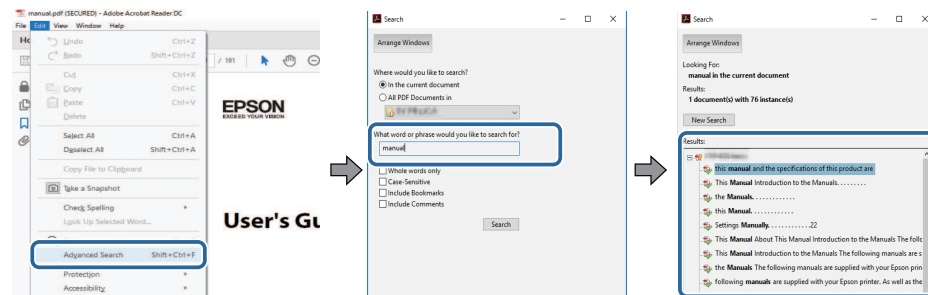 manual.pdf (SECURED) - Adobe Acrobat Reader DC
File Edit View Window Help
Undo Ctrl+Z
Redo Shift+Ctrl+Z
Cut Ctrl+X
Copy Ctrl+C
Paste Ctrl+V
Delete
Select All Ctrl+A
Deselect All Shift+Ctrl+A
Copy File to Clipboard
Take a Snapshot
Check Spelling
Look Up Selected Word...
Advanced Search Shift+Ctrl+F
Protection
Accessibility
/ 191
EPSON
EXCEED YOUR VISION
User's Gu
Search
Arrange Windows
Where would you like to search?
In the current document
All PDF Documents in
What word or phrase would you like to search for?
manual
Whole words only
Case-Sensitive
Include Bookmarks
Include Comments
Search
Search
Arrange Windows
Looking For:
manual in the current document
Results:
1 document(s) with 76 instance(s)
New Search
Results:
this manual and the specifications of this product are
This Manual Introduction to the Manuals. . . . . . . . .
the Manuals. . . . . . . . . . . . .
this Manual. . . . . . . . . . . . .
Settings Manually. . . . . . . . . . . . .22
This Manual About This Manual Introduction to the Manuals The follc
This Manual Introduction to the Manuals The following manuals are s
the Manuals The following manuals are supplied with your Epson prin
following manuals are supplied with your Epson printer. As well as the